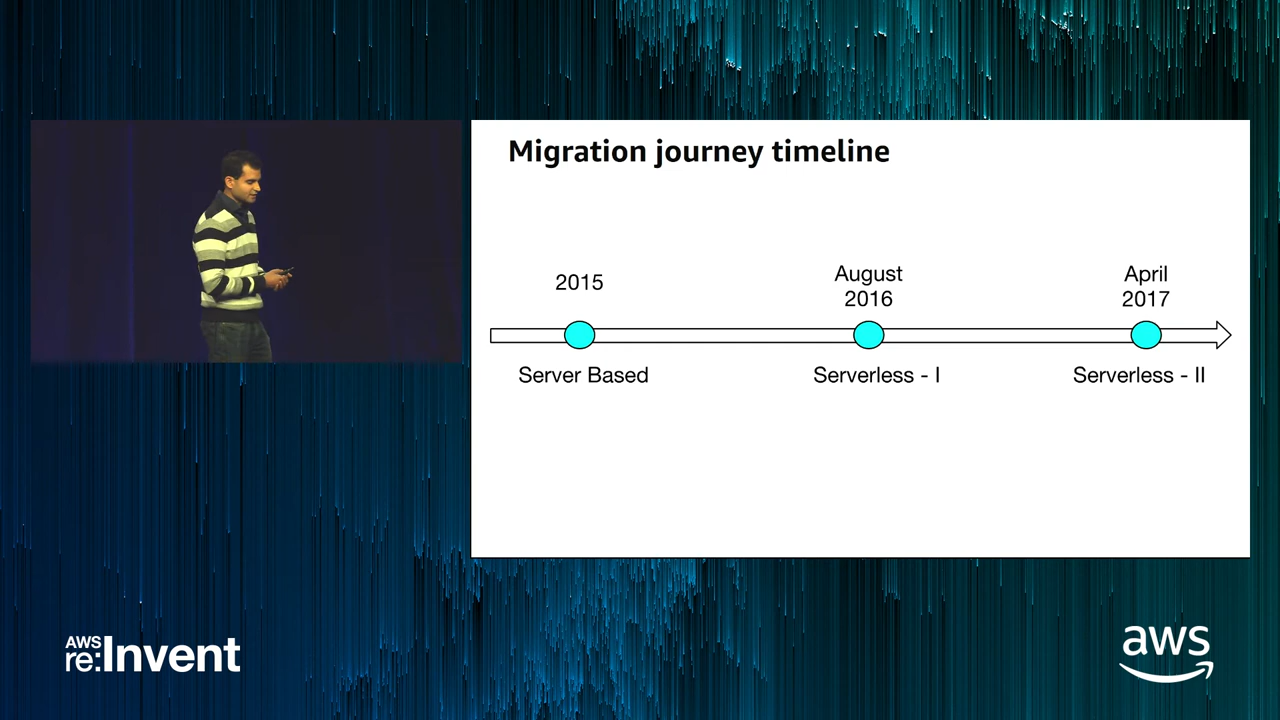 Migration journey timeline
2015
August
2016
April
2017
Server Based
Serverless - I
Serverless - II
AWS
re:Invent
aws